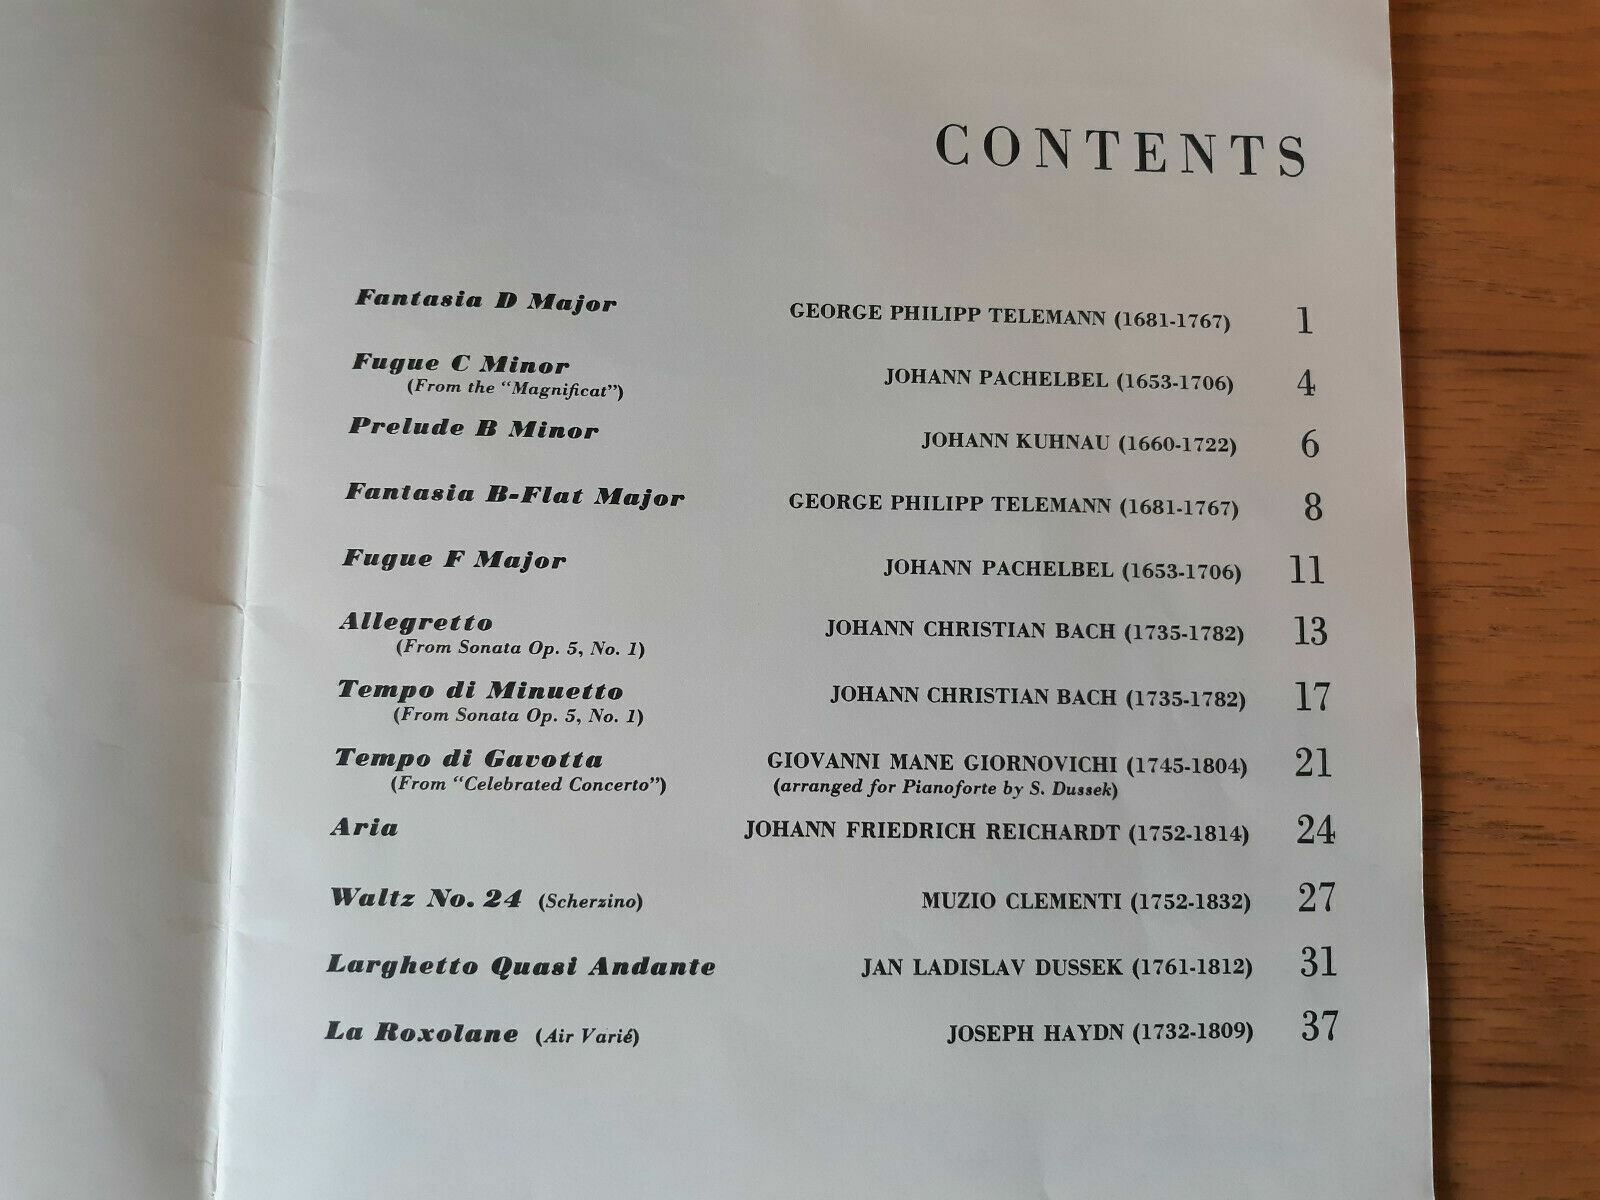 CONTENTS
Fantasia D Major GEORGE PHILIPP TELEMANN (1681-1767) 1
Fugue C Minor JOHANN PACHELBEL (1653-1706) 4
(From the "Magnificat")
Prelude B Minor JOHANN KUHNAU (1660-1722) 6
Fantasia B-Flat Major GEORGE PHILIPP TELEMANN (1681-1767) 8
Fugue F Major JOHANN PACHELBEL (1653-1706) 11
Allegretto JOHANN CHRISTIAN BACH (1735-1782) 13
(From Sonata Op. 5, No. 1)
Tempo di Minuetto JOHANN CHRISTIAN BACH (1735-1782) 17
(From Sonata Op. 5, No. 1)
Tempo di Gavotta GIOVANNI MANE GIORNOVICHI (1745-1804) 21
(From "Celebrated Concerto") (arranged for Pianoforte by S. Dussek)
Aria JOHANN FRIEDRICH REICHARDT (1752-1814) 24
Waltz No. 24 (Scherzino) MUZIO CLEMENTI (1752-1832) 27
Larghetto Quasi Andante JAN LADISLAV DUSSEK (1761-1812) 31
La Roxolane (Air Varié) JOSEPH HAYDN (1732-1809) 37